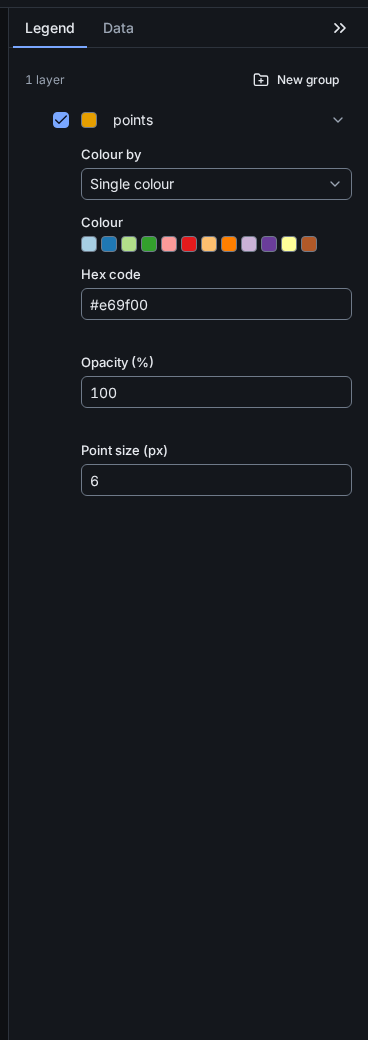 Legend Data
1 layer New group
points
Colour by
Single colour
Colour
Hex code
#e69f00
Opacity (%)
100
Point size (px)
6